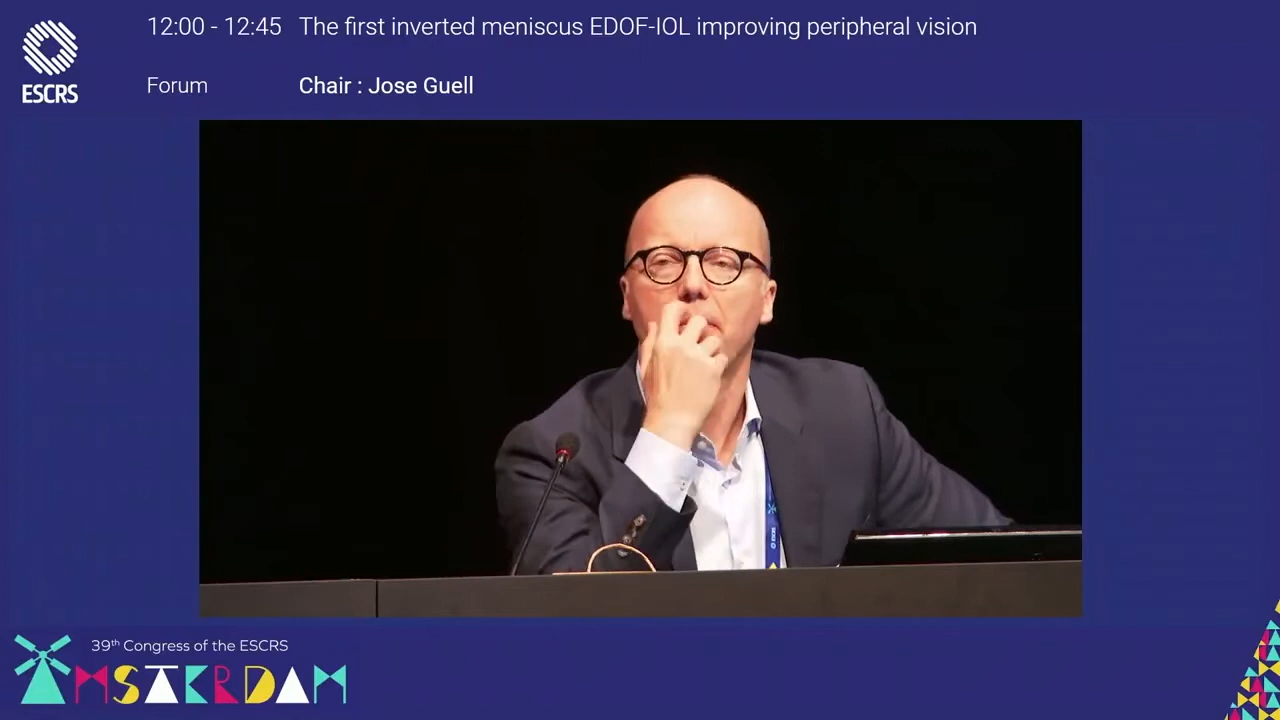 12:00 - 12:45 The first inverted meniscus EDOF-IOL improving peripheral vision
ESCRS
Forum Chair : Jose Guell
ESCRS
39th Congress of the ESCRS
AMSTERDAM